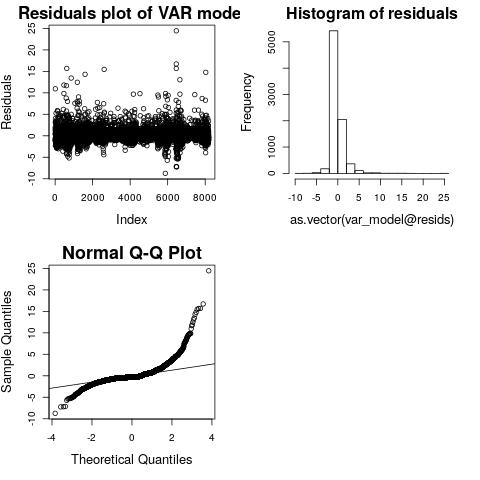 Residuals plot of VAR mode
Residuals
-10 -5 0 5 10 15 20 25
0 2000 4000 6000 8000
Index
Histogram of residuals
Frequency
0 1000 3000 5000
-10 -5 0 5 10 15 20 25
as.vector(var_model@resids)
Normal Q-Q Plot
Sample Quantiles
-10 -5 0 5 10 15 20 25
-4 -2 0 2 4
Theoretical Quantiles